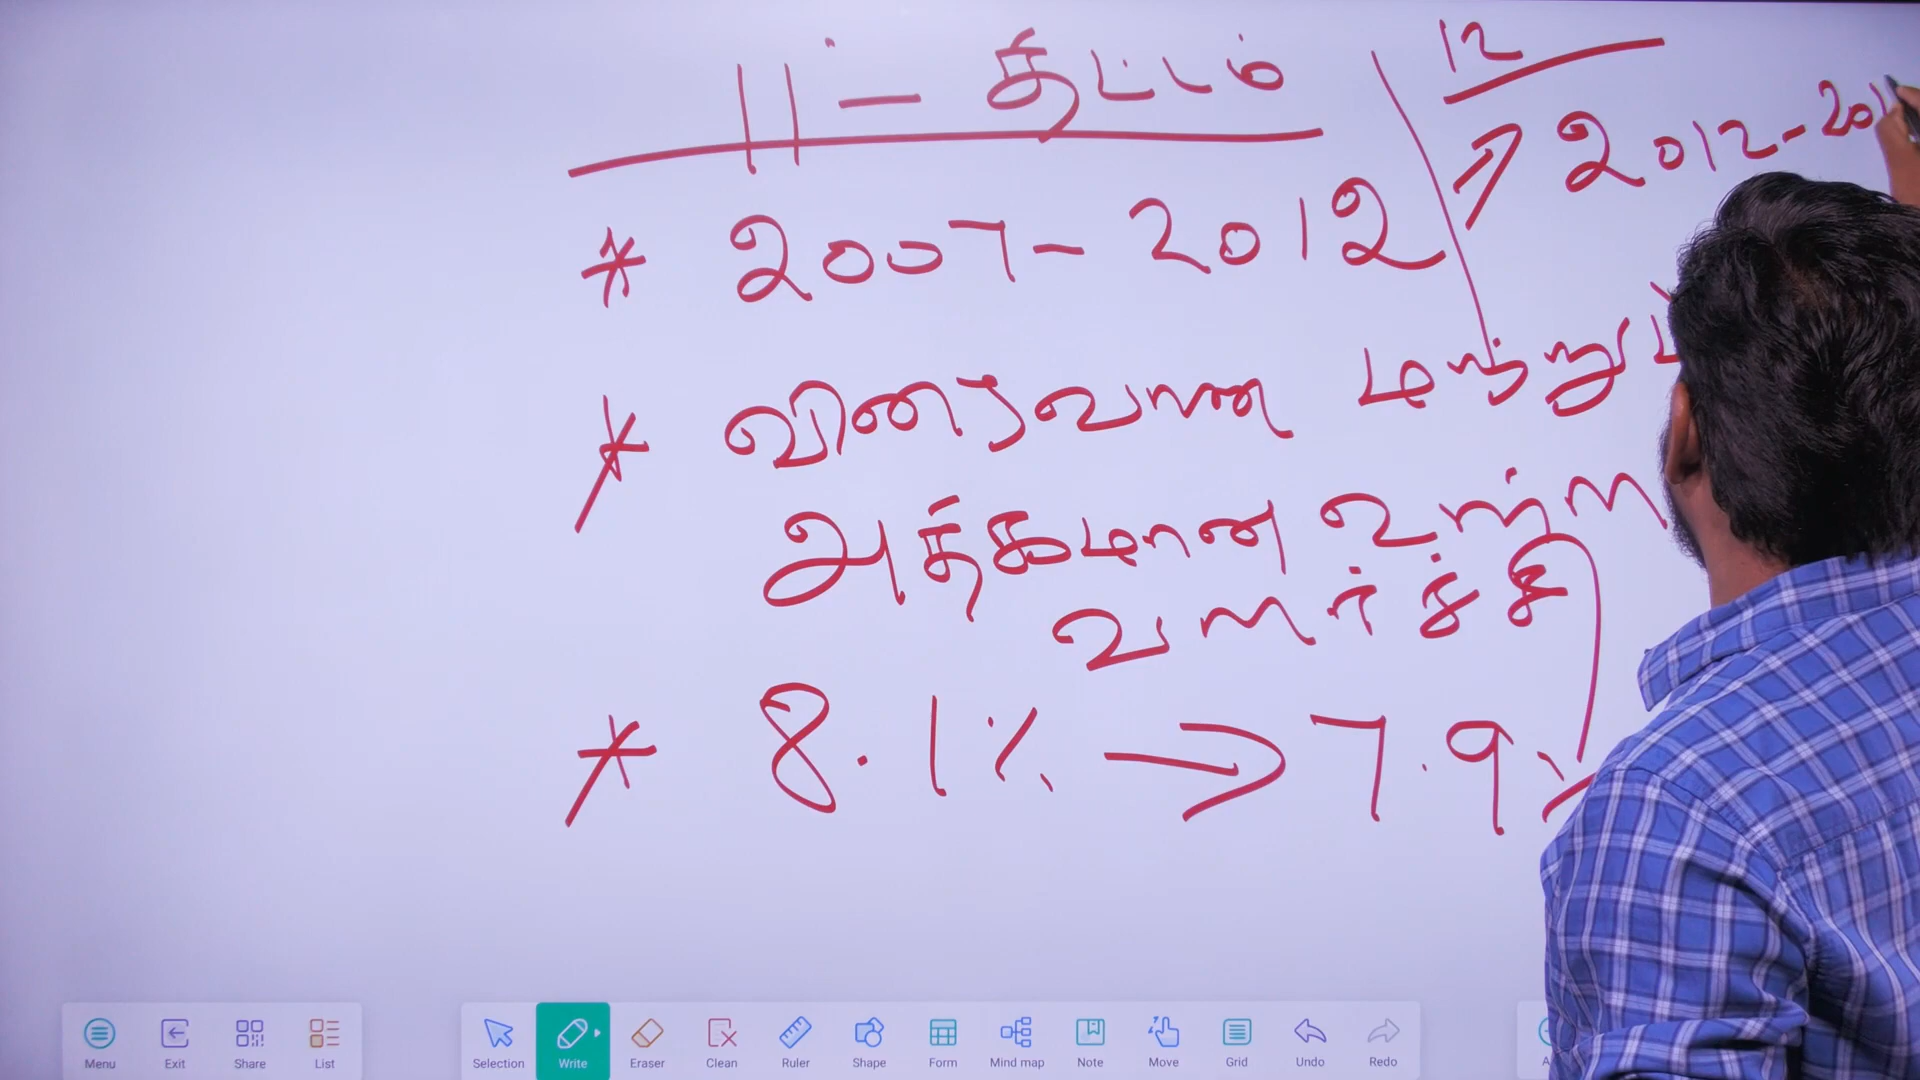 11 - திட்டம்
12
* 2007 - 2012
⇒ 2012 - 201
* விரைவான மற்றும்
அதிகமான உள்ள
வளர்ச்சி
* 8.1% → 7.9
Menu Exit Share List Selection Write Eraser Clean Ruler Shape Form Mind map Note Move Grid Undo Redo